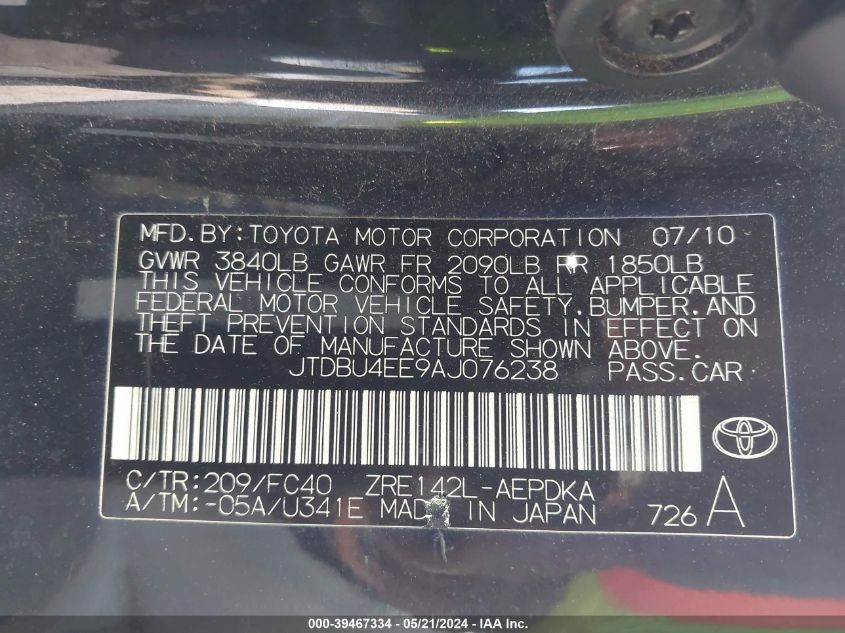 MFD.BY:TOYOTA MOTOR CORPORATION 07/10
GVWR 3840LB GAWR FR 2090LB RR 1850LB
THIS VEHICLE CONFORMS TO ALL APPLICABLE
FEDERAL MOTOR VEHICLE SAFETY,BUMPER,AND
THEFT PREVENTION STANDARDS IN EFFECT ON
THE DATE OF MANUFACTURE SHOWN ABOVE.
JTDBU4EE9AJ076238 PASS.CAR
C/TR:209/FC40 ZRE142L-AEPDKA
A/TM:-05A/U341E MADE IN JAPAN 726 A
000-39467334 - 05/21/2024 - IAA Inc.